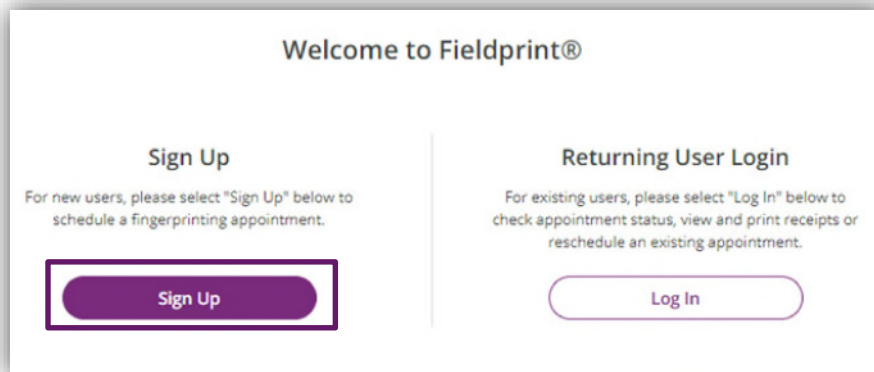 Welcome to Fieldprint®
Sign Up
For new users, please select "Sign Up" below to
schedule a fingerprinting appointment.
Sign Up
Returning User Login
For existing users, please select "Log In" below to
check appointment status, view and print receipts or
reschedule an existing appointment.
Log In